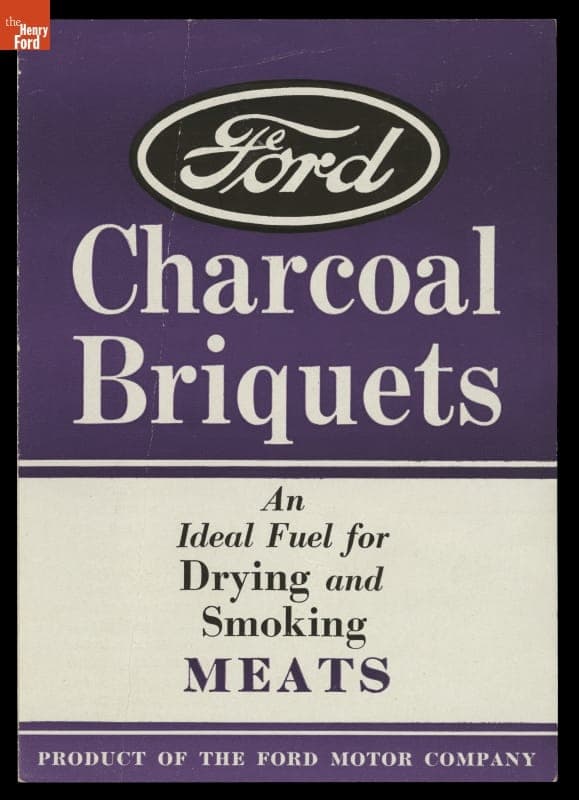 the
Henry
Ford
Ford
Charcoal
Briquets
An
Ideal Fuel for
Drying and
Smoking
MEATS
PRODUCT OF THE FORD MOTOR COMPANY